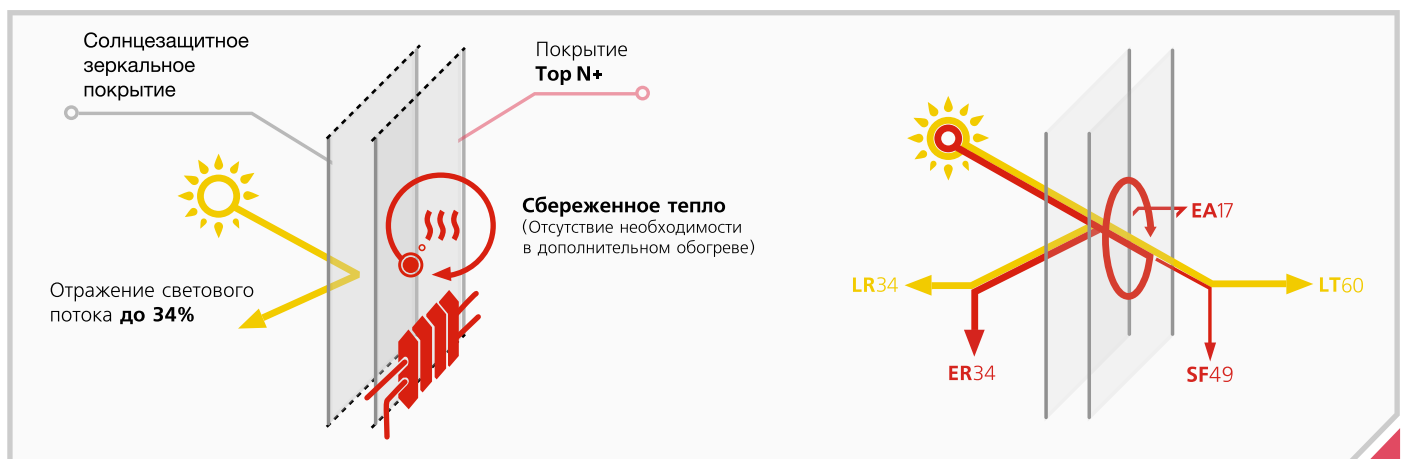 Солнцезащитное
зеркальное
покрытие
Покрытие
Top N+
Сбереженное тепло
(Отсутствие необходимости
в дополнительном обогреве)
Отражение светового
потока до 34%
EA17
LR34
LT60
ER34
SF49